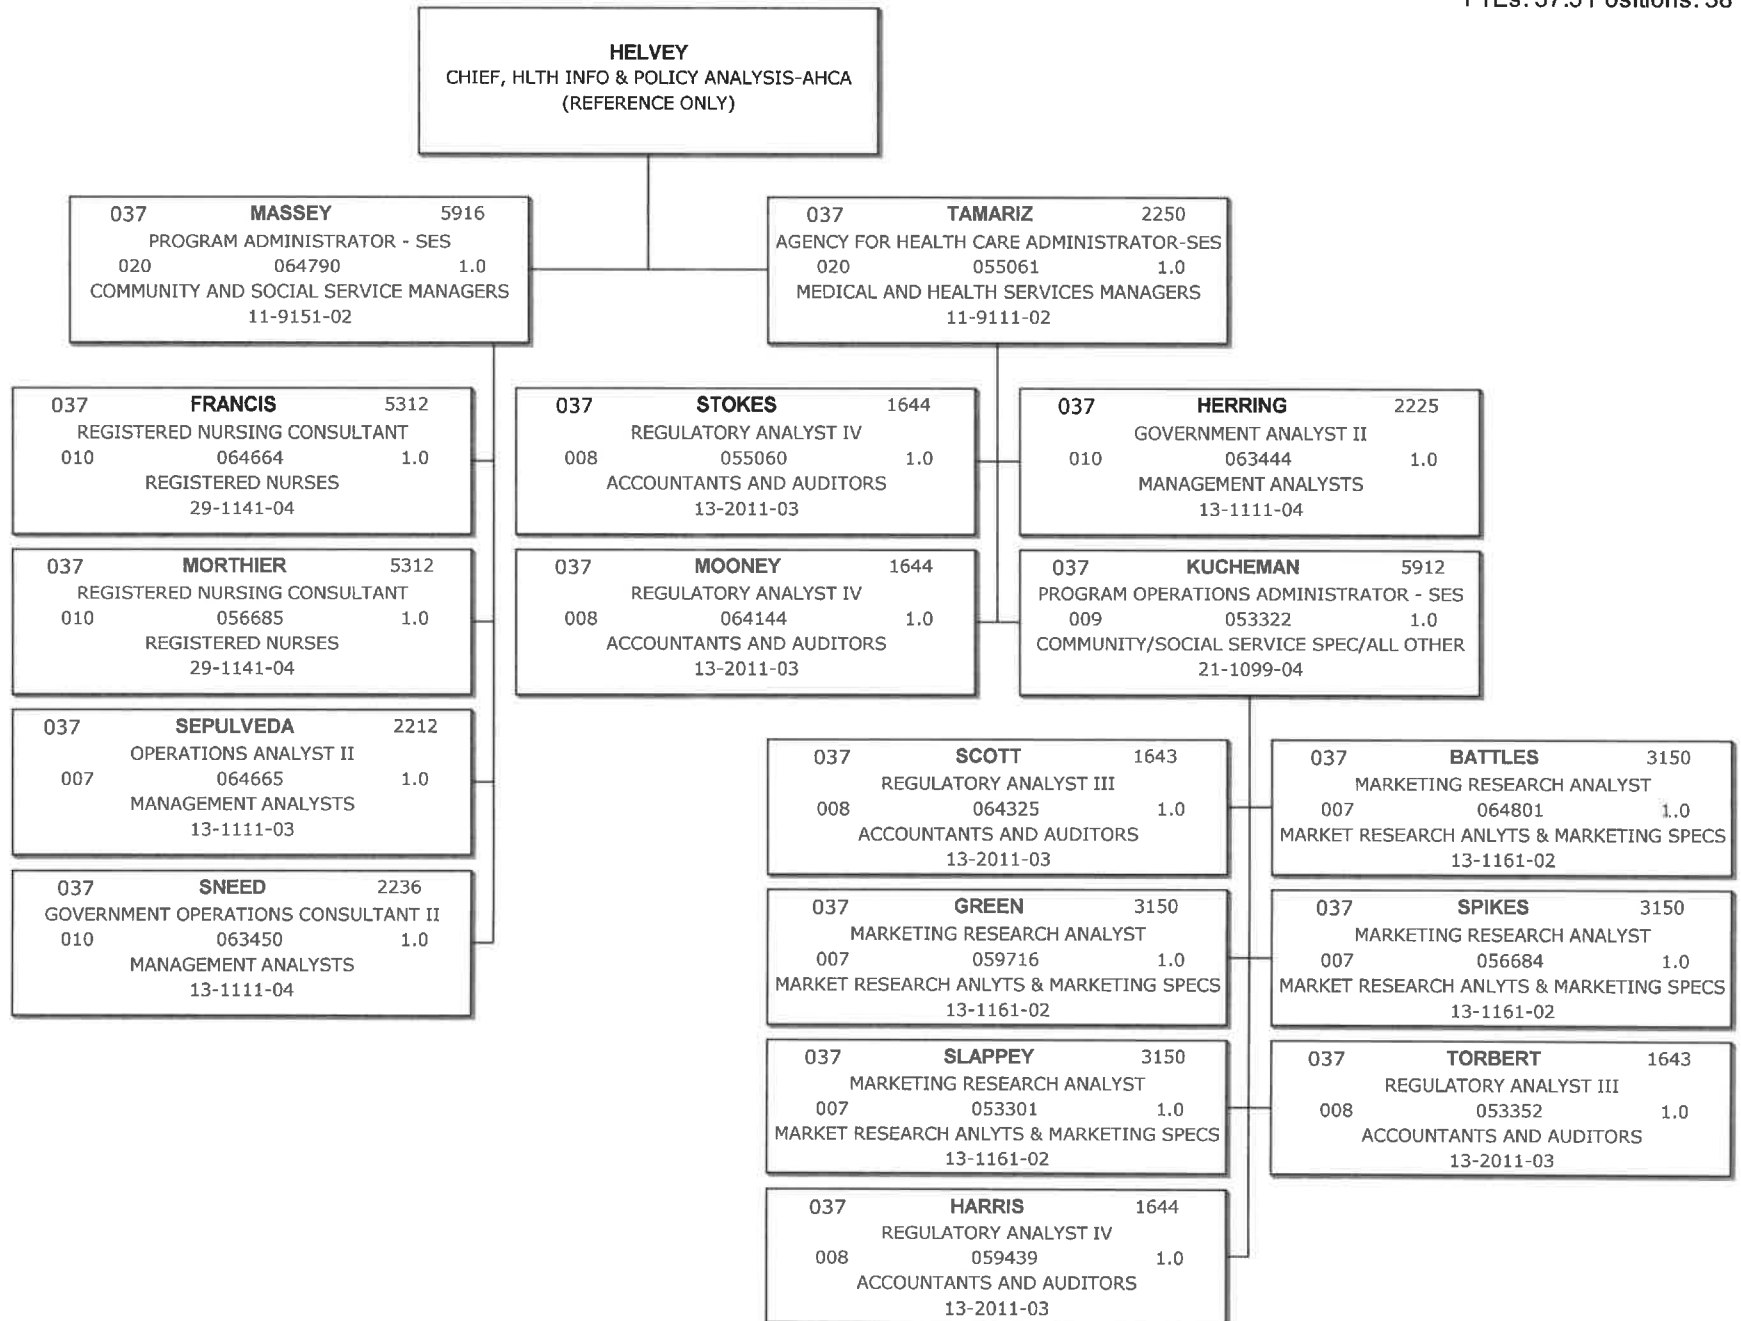 FTEs: 37.5 Positions: 38
HELVEY
CHIEF, HLTH INFO & POLICY ANALYSIS-AHCA
(REFERENCE ONLY)
037 MASSEY 5916
PROGRAM ADMINISTRATOR - SES
020 064790 1.0
COMMUNITY AND SOCIAL SERVICE MANAGERS
11-9151-02
037 TAMARIZ 2250
AGENCY FOR HEALTH CARE ADMINISTRATOR-SES
020 055061 1.0
MEDICAL AND HEALTH SERVICES MANAGERS
11-9111-02
037 FRANCIS 5312
REGISTERED NURSING CONSULTANT
010 064664 1.0
REGISTERED NURSES
29-1141-04
037 STOKES 1644
REGULATORY ANALYST IV
008 055060 1.0
ACCOUNTANTS AND AUDITORS
13-2011-03
037 HERRING 2225
GOVERNMENT ANALYST II
010 063444 1.0
MANAGEMENT ANALYSTS
13-1111-04
037 MORTHIER 5312
REGISTERED NURSING CONSULTANT
010 056685 1.0
REGISTERED NURSES
29-1141-04
037 MOONEY 1644
REGULATORY ANALYST IV
008 064144 1.0
ACCOUNTANTS AND AUDITORS
13-2011-03
037 KUCHEMAN 5912
PROGRAM OPERATIONS ADMINISTRATOR - SES
009 053322 1.0
COMMUNITY/SOCIAL SERVICE SPEC/ALL OTHER
21-1099-04
037 SEPULVEDA 2212
OPERATIONS ANALYST II
007 064665 1.0
MANAGEMENT ANALYSTS
13-1111-03
037 SNEED 2236
GOVERNMENT OPERATIONS CONSULTANT II
010 063450 1.0
MANAGEMENT ANALYSTS
13-1111-04
037 SCOTT 1643
REGULATORY ANALYST III
008 064325 1.0
ACCOUNTANTS AND AUDITORS
13-2011-03
037 BATTLES 3150
MARKETING RESEARCH ANALYST
007 064801 1.0
MARKET RESEARCH ANLYTS & MARKETING SPECS
13-1161-02
037 GREEN 3150
MARKETING RESEARCH ANALYST
007 059716 1.0
MARKET RESEARCH ANLYTS & MARKETING SPECS
13-1161-02
037 SPIKES 3150
MARKETING RESEARCH ANALYST
007 056684 1.0
MARKET RESEARCH ANLYTS & MARKETING SPECS
13-1161-02
037 SLAPPEY 3150
MARKETING RESEARCH ANALYST
007 053301 1.0
MARKET RESEARCH ANLYTS & MARKETING SPECS
13-1161-02
037 TORBERT 1643
REGULATORY ANALYST III
008 053352 1.0
ACCOUNTANTS AND AUDITORS
13-2011-03
037 HARRIS 1644
REGULATORY ANALYST IV
008 059439 1.0
ACCOUNTANTS AND AUDITORS
13-2011-03